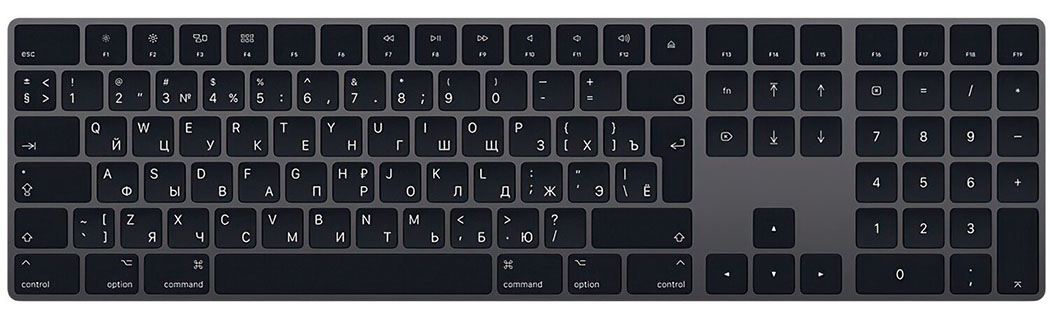 esc F1 F2 F3 F4 F5 F6 F7 F8 F9 F10 F11 F12 F13 F14 F15 F16 F17 F18 F19
± < ! @ # $ % ^ & * ( ) — +
§ > 1 2 " 3 № 4 % 5 : 6 , 7 . 8 ; 9 0 - = fn = / *
Q W E R T Y U I O P { }
Й Ц У К Е Н Г Ш Щ З [ Х ] Ъ 7 8 9 −
A S D F G H ₽ J K L : " |
Ф Ы В А П Р О Л Д ; Ж ' Э \ Ё 4 5 6 +
~ [ Z X C V B N M < > ?
` ] Я Ч С М И Т Ь , Б . Ю / 1 2 3
control option command command option control 0 , .